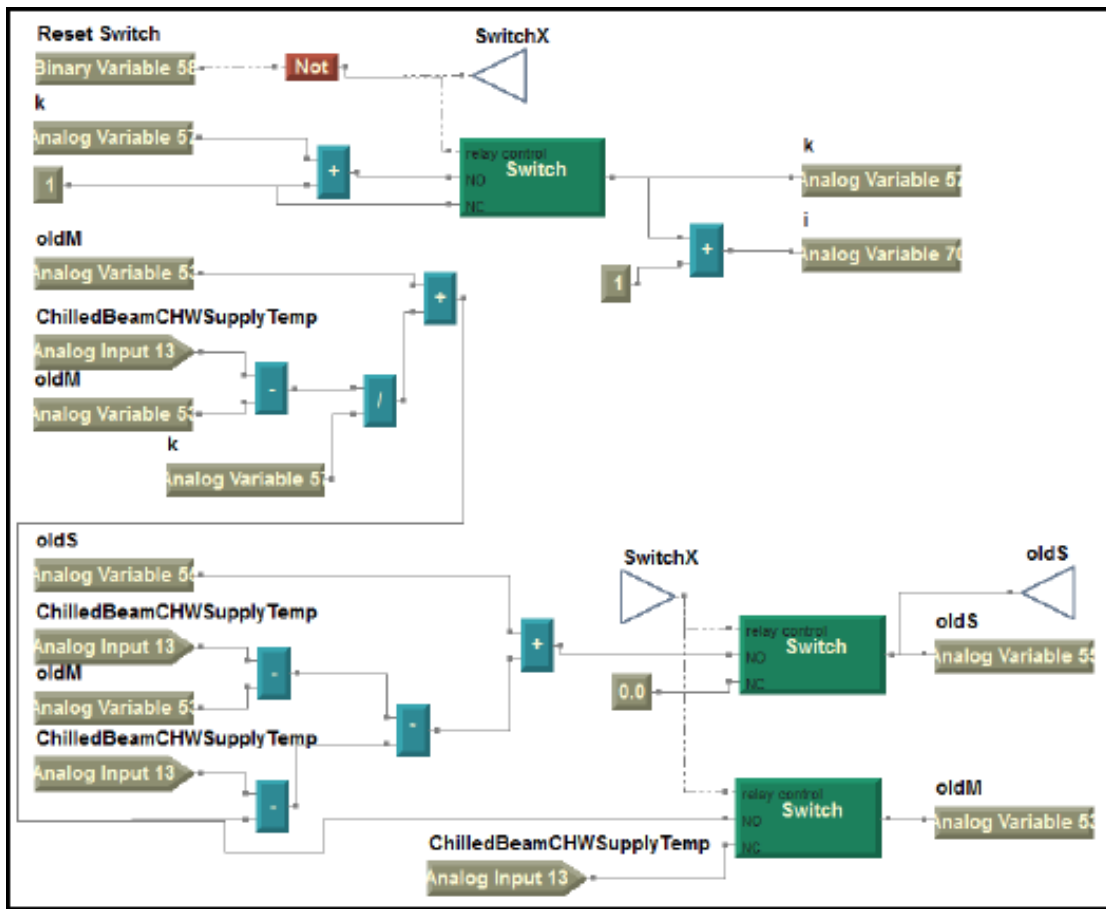 Reset Switch
Binary Variable 58
Not
SwitchX
k
Analog Variable 57
1
+
relay control
Switch
NO
NC
k
Analog Variable 57
i
Analog Variable 70
+
1
oldM
Analog Variable 53
+
ChilledBeamCHWSupplyTemp
Analog Input 13
-
/
oldM
Analog Variable 53
k
Analog Variable 57
oldS
Analog Variable 56
ChilledBeamCHWSupplyTemp
Analog Input 13
-
oldM
Analog Variable 53
-
+
ChilledBeamCHWSupplyTemp
Analog Input 13
-
SwitchX
0.0
relay control
Switch
NO
NC
oldS
oldS
Analog Variable 55
relay control
Switch
NO
NC
oldM
Analog Variable 53
ChilledBeamCHWSupplyTemp
Analog Input 13